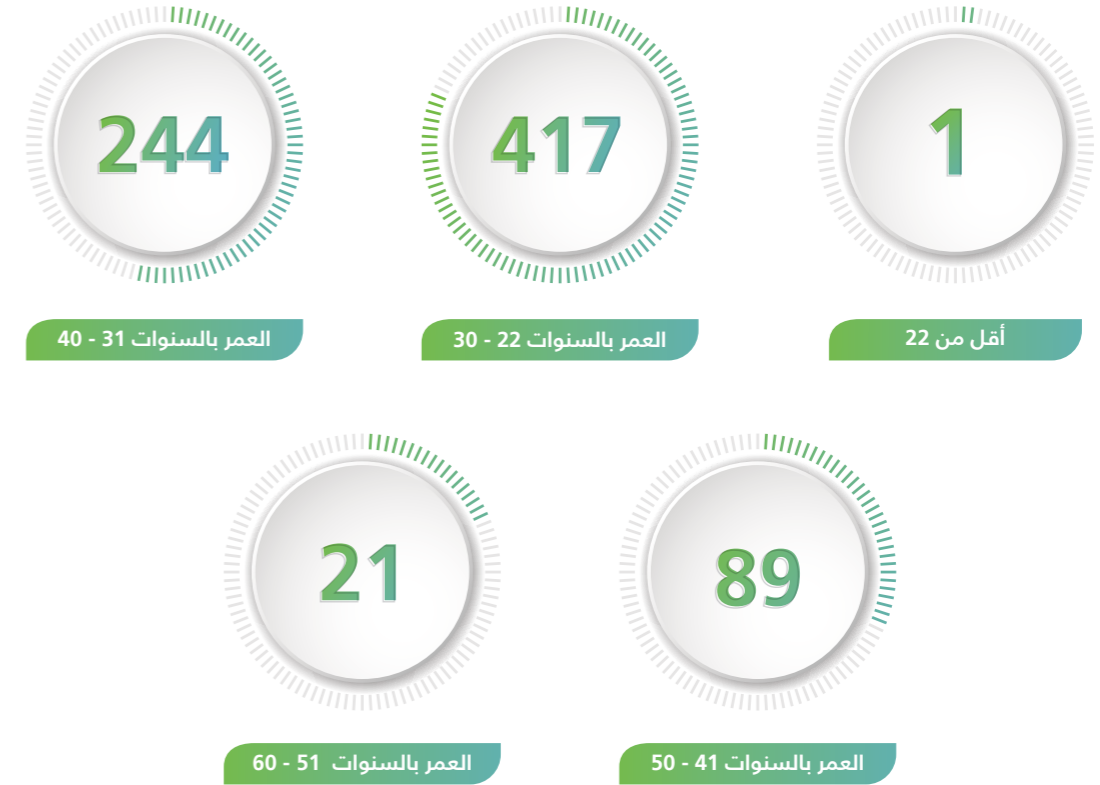 1
أقل من 22
417
العمر بالسنوات 22 - 30
244
العمر بالسنوات 31 - 40
89
العمر بالسنوات 41 - 50
21
العمر بالسنوات 51 - 60